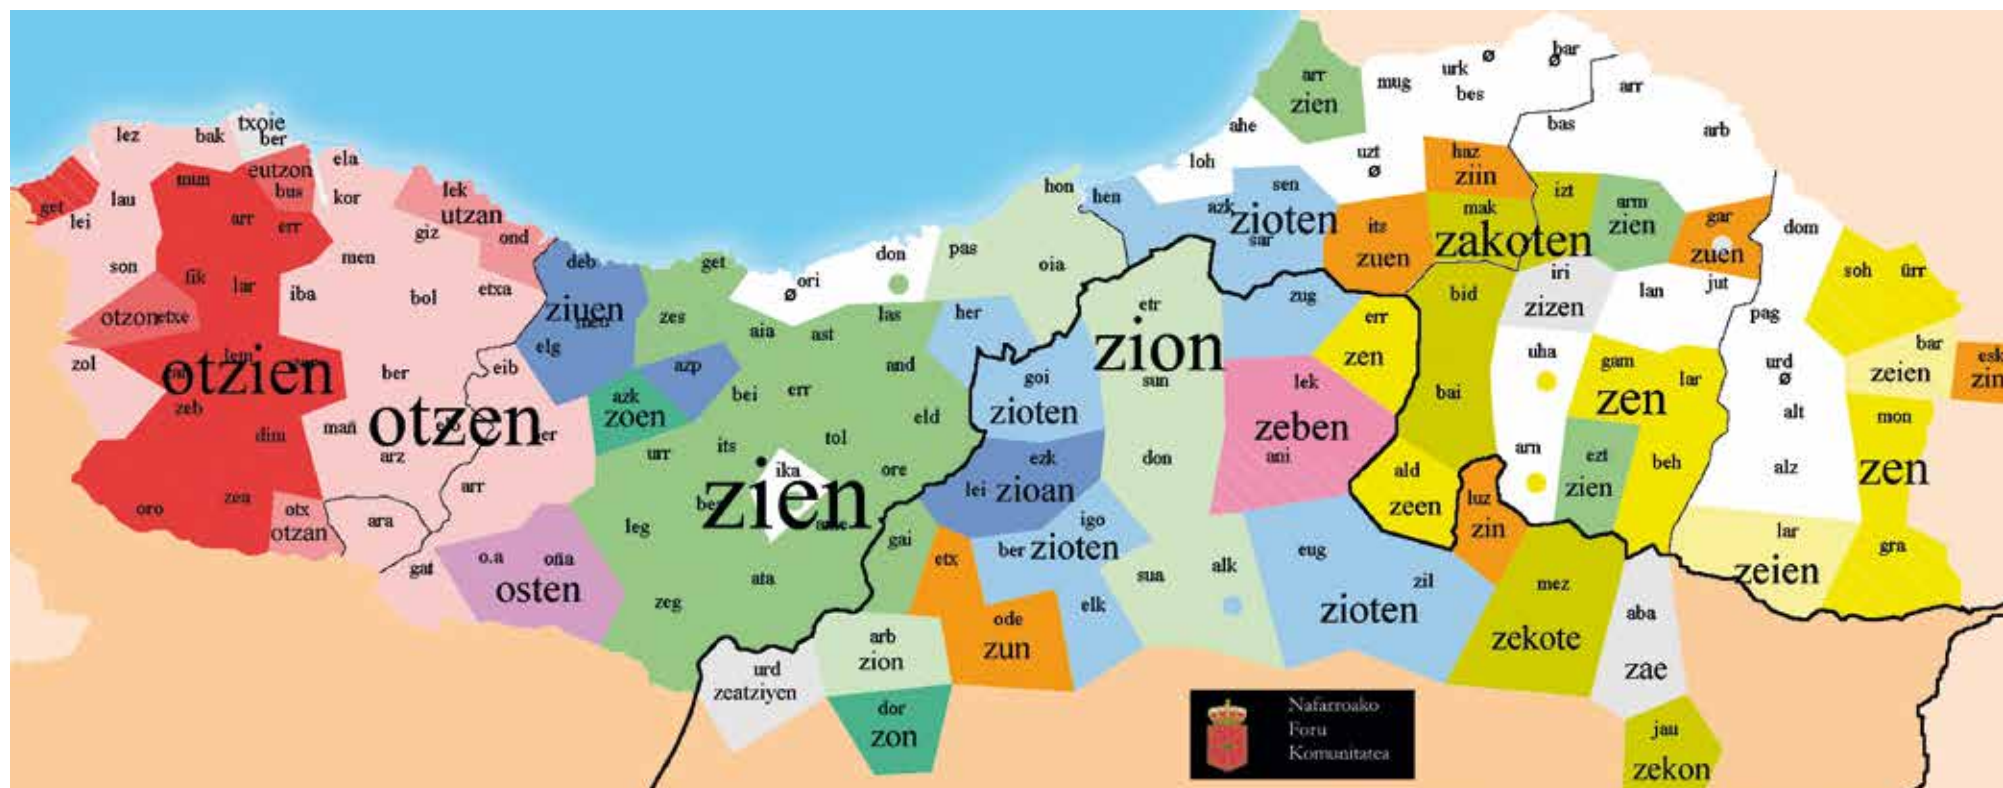 lez
bak
txoie
ber
ela
lek
utzan
get
lei
lau
mun
eutzon
bus
kor
arr
err
giz
ond
son
men
fik
lar
iba
bol
etxa
otzon
etxe
zol
lem
otzien
zeb
dim
mañ
ber
eib
otzen
arz
arr
oro
zea
otx
otzan
ara
gat
deb
ziuen
elg
get
zes
azp
azk
zoen
o.a
oña
osten
ori
ø
don
pas
hon
oia
aia
ast
las
her
and
bei
err
eld
urr
its
tol
ika
ore
zien
leg
ata
zeg
gai
urd
zeatziyen
arb
zion
dor
zon
etx
ode
zun
goi
zioten
ezk
lei
zioan
igo
ber
zioten
elk
etr
zion
sun
don
sua
alk
hen
azk
sen
zioten
sar
ahe
loh
arr
zien
mug
urk
ø
bes
bar
ø
uzt
ø
haz
ziin
its
zuen
mak
zakoten
zug
err
zen
lek
zeben
ani
ald
zeen
eug
zil
zioten
bas
arr
arb
izt
arm
zien
gar
zuen
bid
iri
zizen
lan
jut
bai
uha
gam
lar
zen
arn
ezt
zien
beh
luz
zin
mez
zekote
aba
zae
jau
zekon
dom
pag
urd
ø
alt
alz
lar
zeien
soh
ürr
bar
zeien
esk
zin
mon
zen
gra
Nafarroako
Foru
Komunitatea